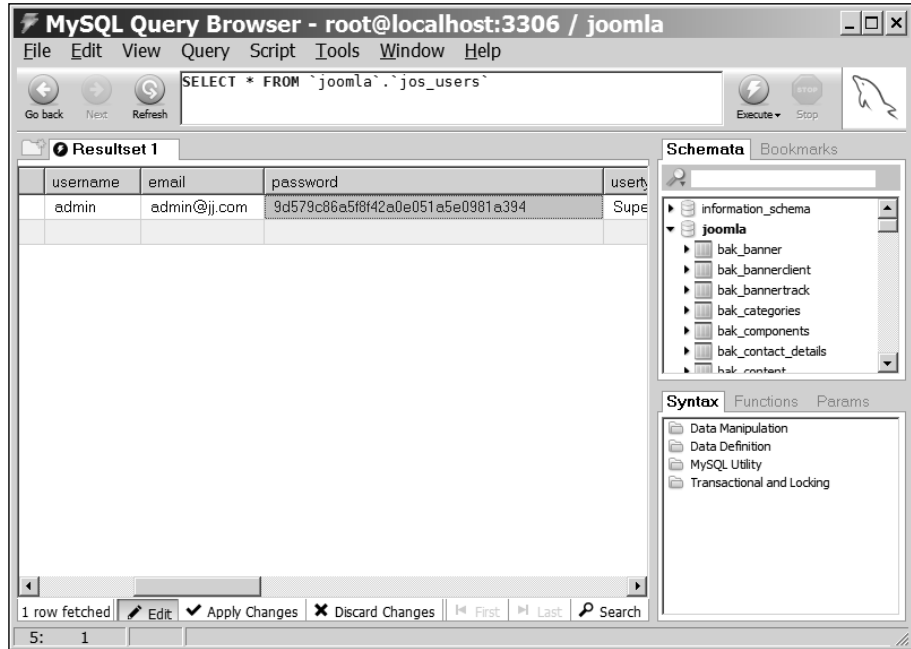 MySQL Query Browser - root@localhost:3306 / joomla
File Edit View Query Script Tools Window Help
SELECT * FROM `joomla`.`jos_users`
Go back Next Refresh Execute Stop
STOP
Resultset 1
username email password userty
admin admin@jj.com 9d579c86a5f8f42a0e051a5e0981a394 Supe
Schemata Bookmarks
information_schema
joomla
bak_banner
bak_bannerclient
bak_bannertrack
bak_categories
bak_components
bak_contact_details
bak_content
Syntax Functions Params
Data Manipulation
Data Definition
MySQL Utility
Transactional and Locking
1 row fetched Edit Apply Changes Discard Changes First Last Search
5: 1